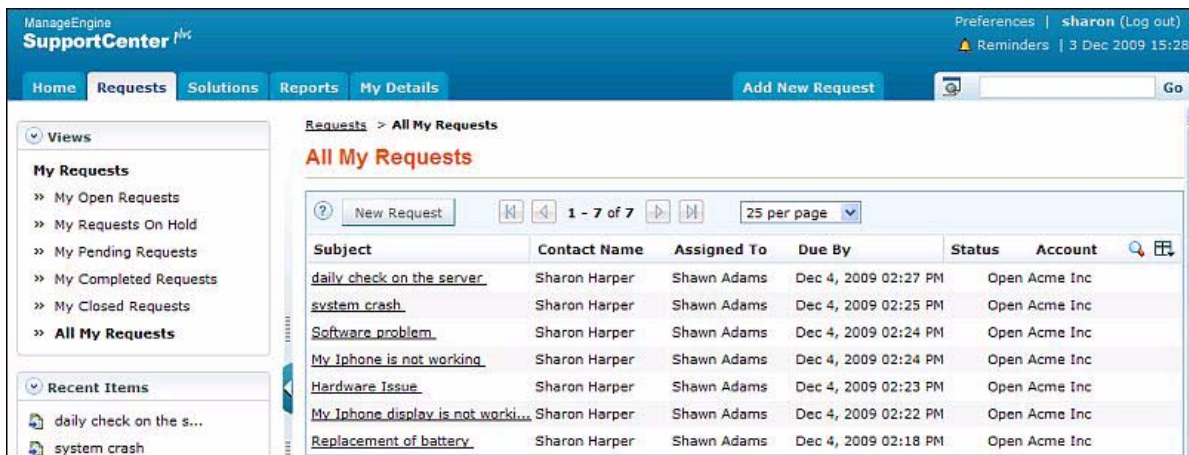 ManageEngine
SupportCenter plus
Preferences | sharon (Log out)
Reminders | 3 Dec 2009 15:28
Home Requests Solutions Reports My Details Add New Request Go
Views
My Requests
» My Open Requests
» My Requests On Hold
» My Pending Requests
» My Completed Requests
» My Closed Requests
» All My Requests
Recent Items
daily check on the s...
system crash
Requests > All My Requests
All My Requests
New Request 1 - 7 of 7 25 per page
Subject Contact Name Assigned To Due By Status Account
daily check on the server Sharon Harper Shawn Adams Dec 4, 2009 02:27 PM Open Acme Inc
system crash Sharon Harper Shawn Adams Dec 4, 2009 02:25 PM Open Acme Inc
Software problem Sharon Harper Shawn Adams Dec 4, 2009 02:24 PM Open Acme Inc
My Iphone is not working Sharon Harper Shawn Adams Dec 4, 2009 02:24 PM Open Acme Inc
Hardware Issue Sharon Harper Shawn Adams Dec 4, 2009 02:23 PM Open Acme Inc
My Iphone display is not worki... Sharon Harper Shawn Adams Dec 4, 2009 02:22 PM Open Acme Inc
Replacement of battery Sharon Harper Shawn Adams Dec 4, 2009 02:18 PM Open Acme Inc